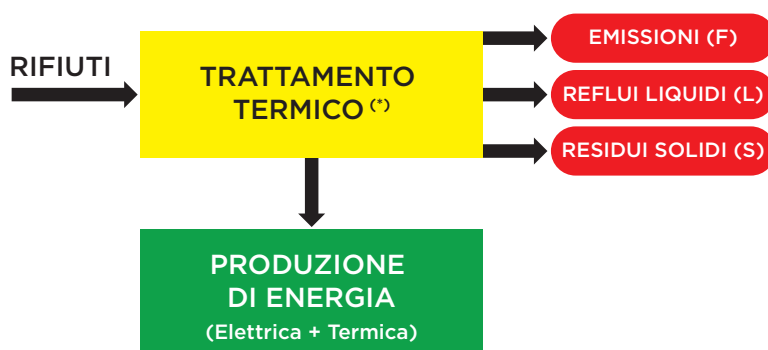 RIFIUTI
TRATTAMENTO
TERMICO (*)
EMISSIONI (F)
REFLUI LIQUIDI (L)
RESIDUI SOLIDI (S)
PRODUZIONE
DI ENERGIA
(Elettrica + Termica)